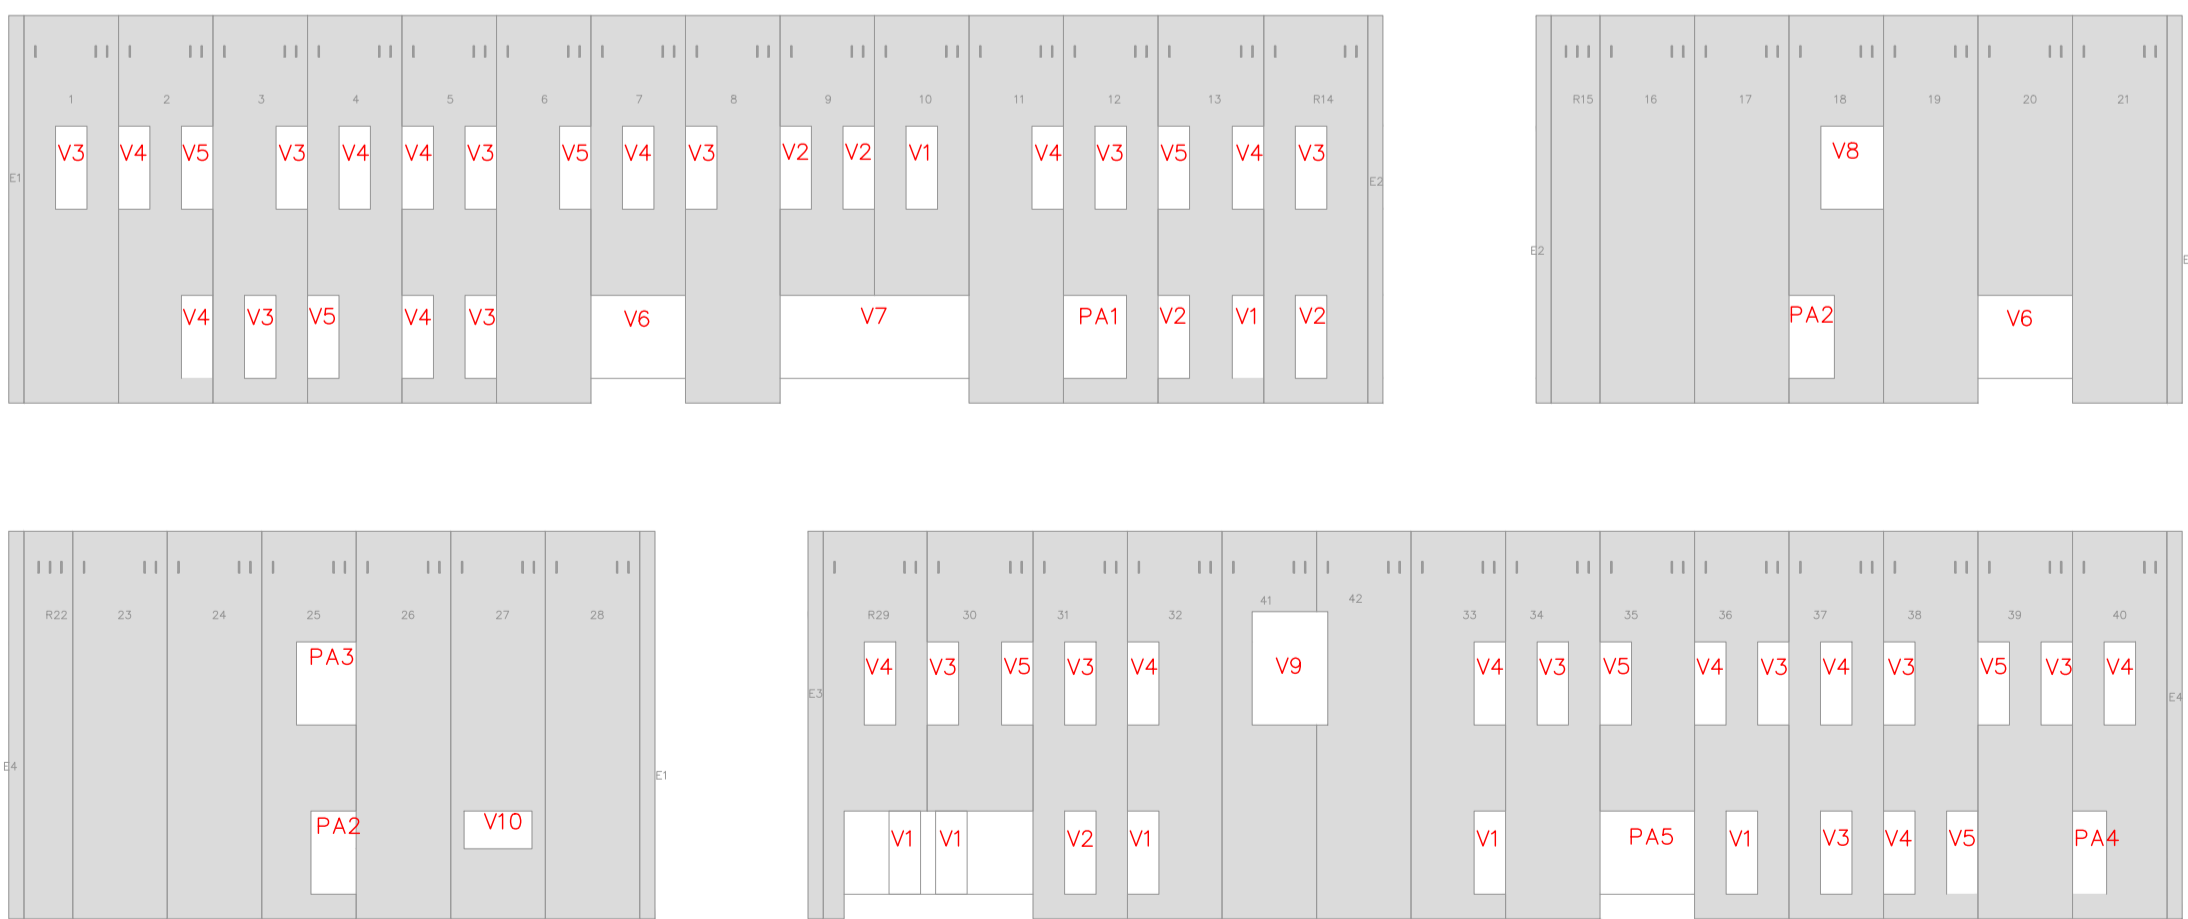 1 2 3 4 5 6 7 8 9 10 11 12 13 R14
R15 16 17 18 19 20 21
V3 V4 V5 V3 V4 V4 V3 V5 V4 V3 V2 V2 V1 V4 V3 V5 V4 V3
V8
E1
E2
E2
E
V4 V3 V5 V4 V3 V6 V7 PA1 V2 V1 V2
PA2 V6
R22 23 24 25 26 27 28
R29 30 31 32 41 42 33 34 35 36 37 38 39 40
PA3
V4 V3 V5 V3 V4 V9 V4 V3 V5 V4 V3 V4 V3 V5 V3 V4
E4
E1
E3
E4
PA2 V10
V1 V1 V2 V1 V1 PA5 V1 V3 V4 V5 PA4